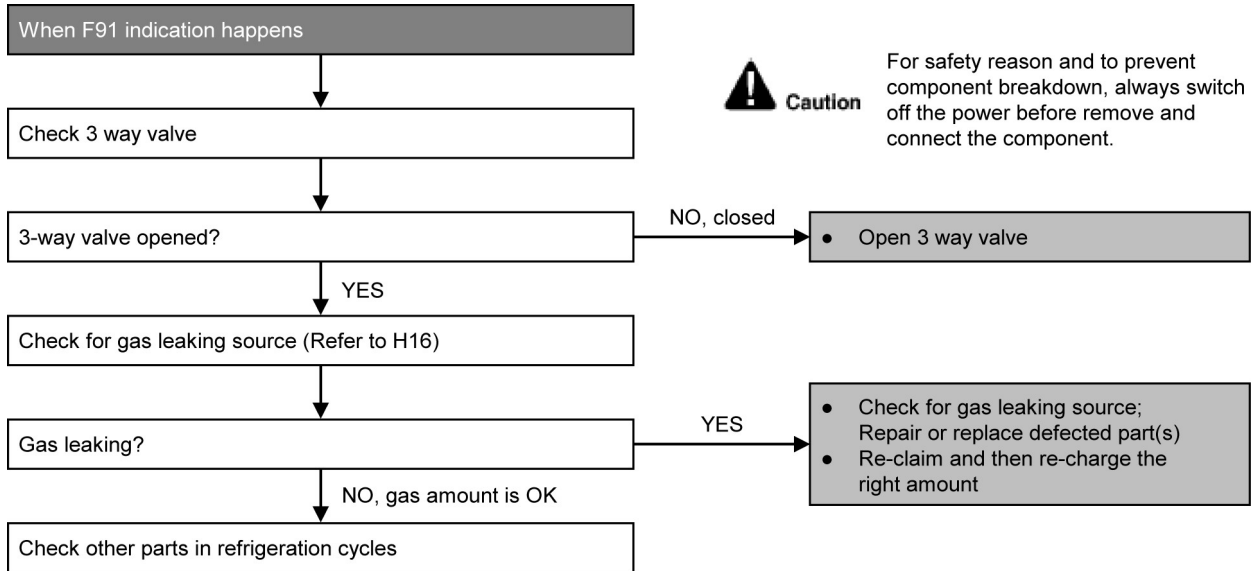 When F91 indication happens
Caution
For safety reason and to prevent
component breakdown, always switch
off the power before remove and
connect the component.
Check 3 way valve
3-way valve opened?
NO, closed
● Open 3 way valve
YES
Check for gas leaking source (Refer to H16)
Gas leaking?
YES
● Check for gas leaking source;
Repair or replace defected part(s)
● Re-claim and then re-charge the
right amount
NO, gas amount is OK
Check other parts in refrigeration cycles